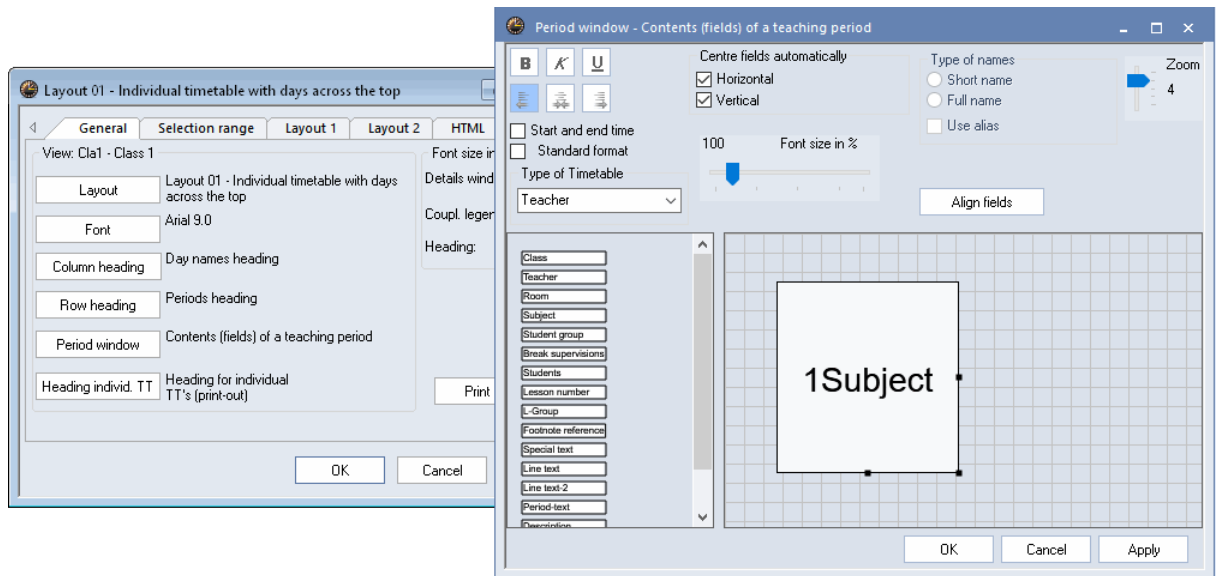 Layout 01 - Individual timetable with days across the top
General
Selection range
Layout 1
Layout 2
HTML
View: Cla1 - Class 1
Layout
Layout 01 - Individual timetable with days
across the top
Font
Arial 9.0
Column heading
Day names heading
Row heading
Periods heading
Period window
Contents (fields) of a teaching period
Heading individ. TT
Heading for individual
TT's (print-out)
Font size in
Details wind
Coupl. leger
Heading:
Print
OK
Cancel
Period window - Contents (fields) of a teaching period
B K U
Start and end time
Standard format
Type of Timetable
Teacher
Centre fields automatically
Horizontal
Vertical
100 Font size in %
Type of names
Short name
Full name
Use alias
Align fields
Zoom
4
Class
Teacher
Room
Subject
Student group
Break supervisions
Students
Lesson number
L-Group
Footnote reference
Special text
Line text
Line text-2
Period-text
Description
1Subject
OK
Cancel
Apply